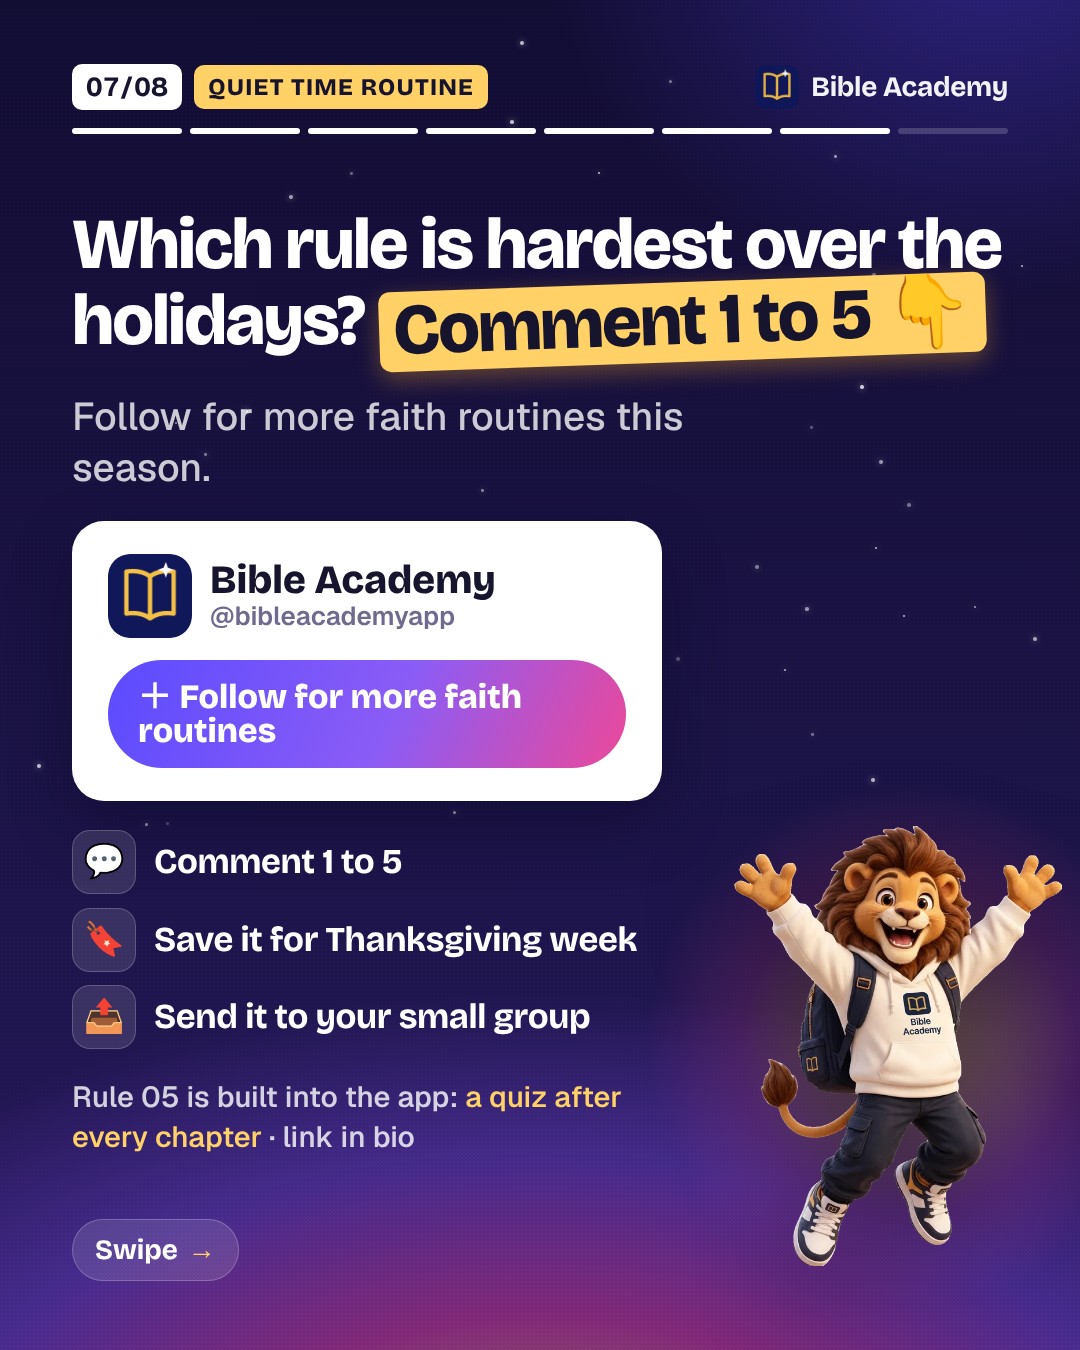 07/08 QUIET TIME ROUTINE
Bible Academy
Which rule is hardest over the
holidays? Comment 1 to 5 👇
Follow for more faith routines this
season.
Bible Academy
@bibleacademyapp
+ Follow for more faith
routines
Comment 1 to 5
Save it for Thanksgiving week
Send it to your small group
Bible
Academy
Rule 05 is built into the app: a quiz after
every chapter · link in bio
Swipe →